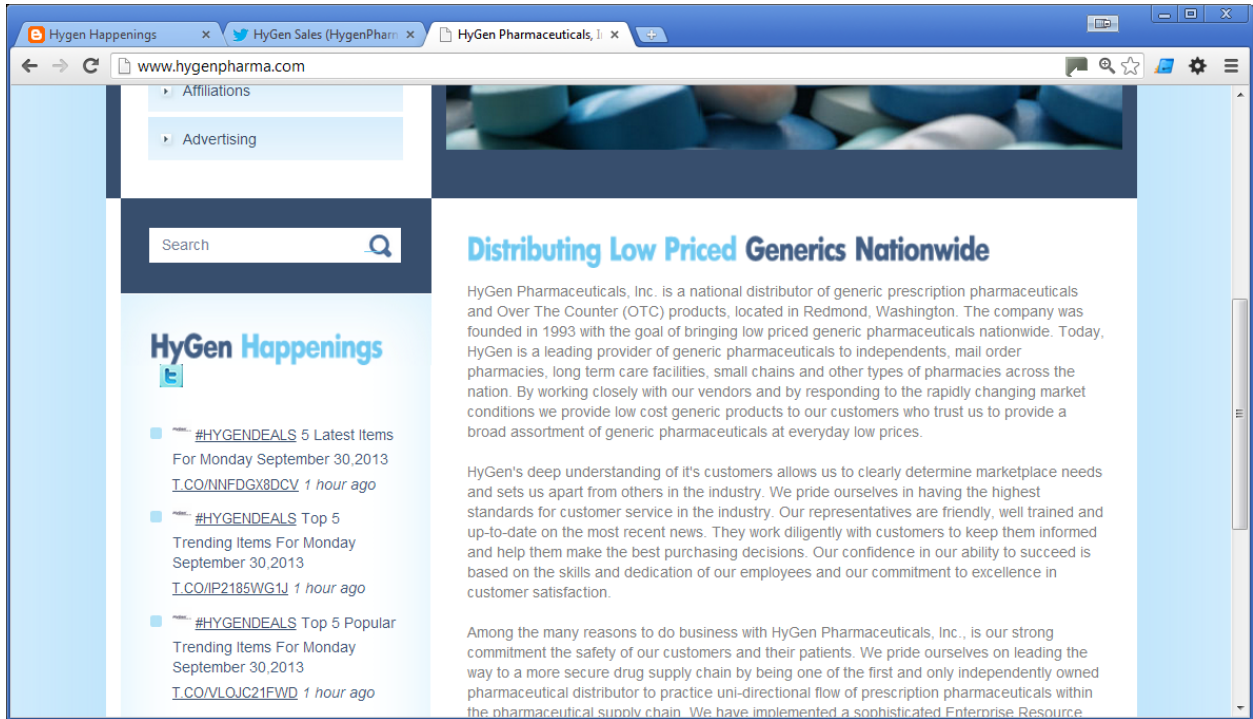 Hygen Happenings
HyGen Sales (HygenPharm
HyGen Pharmaceuticals, I
www.hygenpharma.com
Affiliations
Advertising
Search
HyGen Happenings
#HYGENDEALS 5 Latest Items
For Monday September 30,2013
T.CO/NNFDGX8DCV 1 hour ago
#HYGENDEALS Top 5
Trending Items For Monday
September 30,2013
T.CO/IP2185WG1J 1 hour ago
#HYGENDEALS Top 5 Popular
Trending Items For Monday
September 30,2013
T.CO/VLOJC21FWD 1 hour ago
Distributing Low Priced Generics Nationwide
HyGen Pharmaceuticals, Inc. is a national distributor of generic prescription pharmaceuticals
and Over The Counter (OTC) products, located in Redmond, Washington. The company was
founded in 1993 with the goal of bringing low priced generic pharmaceuticals nationwide. Today,
HyGen is a leading provider of generic pharmaceuticals to independents, mail order
pharmacies, long term care facilities, small chains and other types of pharmacies across the
nation. By working closely with our vendors and by responding to the rapidly changing market
conditions we provide low cost generic products to our customers who trust us to provide a
broad assortment of generic pharmaceuticals at everyday low prices.
HyGen's deep understanding of it's customers allows us to clearly determine marketplace needs
and sets us apart from others in the industry. We pride ourselves in having the highest
standards for customer service in the industry. Our representatives are friendly, well trained and
up-to-date on the most recent news. They work diligently with customers to keep them informed
and help them make the best purchasing decisions. Our confidence in our ability to succeed is
based on the skills and dedication of our employees and our commitment to excellence in
customer satisfaction.
Among the many reasons to do business with HyGen Pharmaceuticals, Inc., is our strong
commitment the safety of our customers and their patients. We pride ourselves on leading the
way to a more secure drug supply chain by being one of the first and only independently owned
pharmaceutical distributor to practice uni-directional flow of prescription pharmaceuticals within
the pharmaceutical supply chain. We have implemented a sophisticated Enterprise Resource